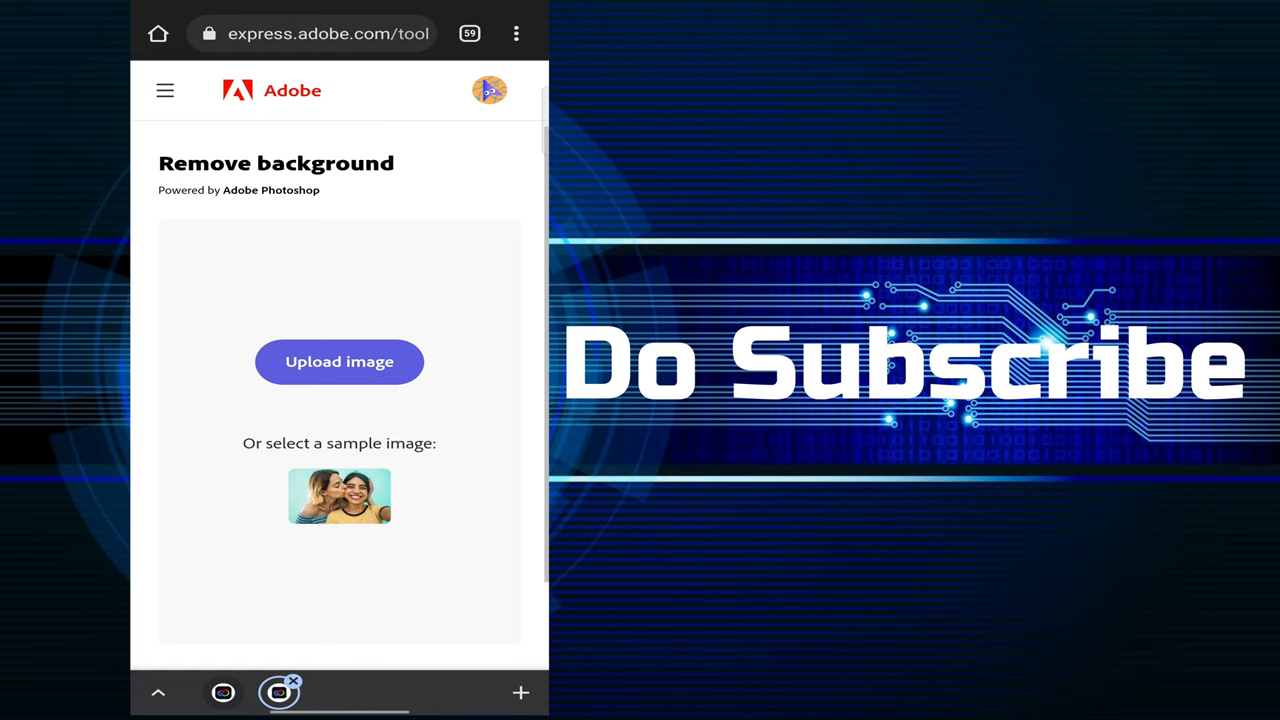 express.adobe.com/tool
59
Adobe
Remove background
Powered by Adobe Photoshop
Upload image
Or select a sample image:
Do Subscribe